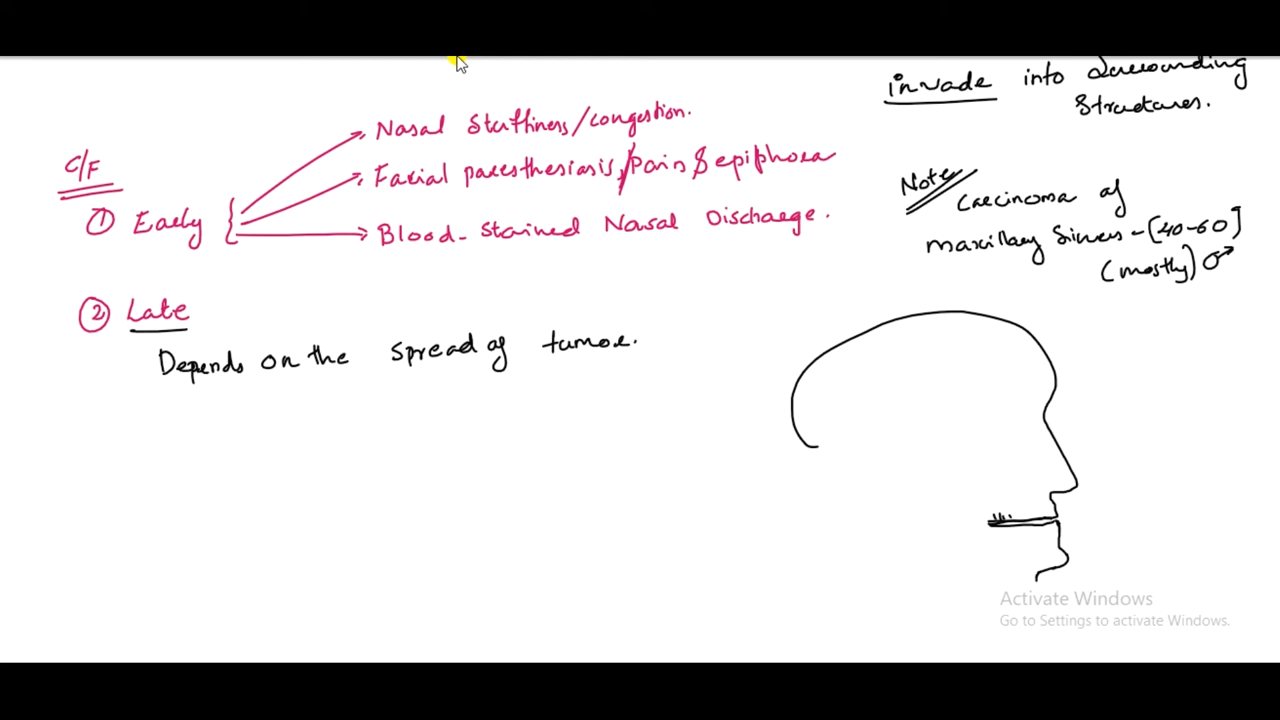 invade into Surrounding
Structures.
C/F
① Early
Nasal Stuffiness/congestion.
Facial paresthesiasis,/Pain & epiphora
Blood-stained Nasal Discharge.
Note
Carcinoma of
maxillary Sinus - [40-60]
(mostly) ♂
② Late
Depends on the spread of tumor.
Activate Windows
Go to Settings to activate Windows.